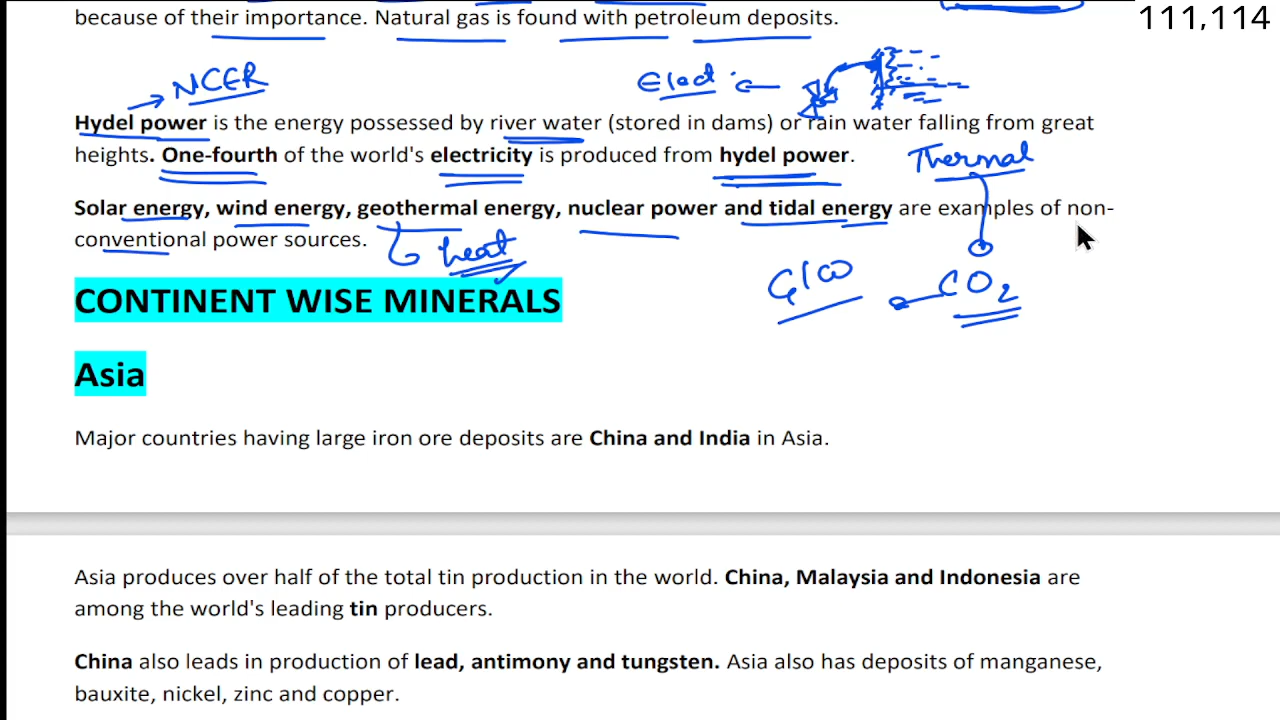 111,114
because of their importance. Natural gas is found with petroleum deposits.
NCER
Elect
Hydel power is the energy possessed by river water (stored in dams) or rain water falling from great
heights. One-fourth of the world's electricity is produced from hydel power.
Thermal
Solar energy, wind energy, geothermal energy, nuclear power and tidal energy are examples of non-
conventional power sources.
heat
CO2
CONTINENT WISE MINERALS
Asia
Major countries having large iron ore deposits are China and India in Asia.
Asia produces over half of the total tin production in the world. China, Malaysia and Indonesia are
among the world's leading tin producers.
China also leads in production of lead, antimony and tungsten. Asia also has deposits of manganese,
bauxite, nickel, zinc and copper.